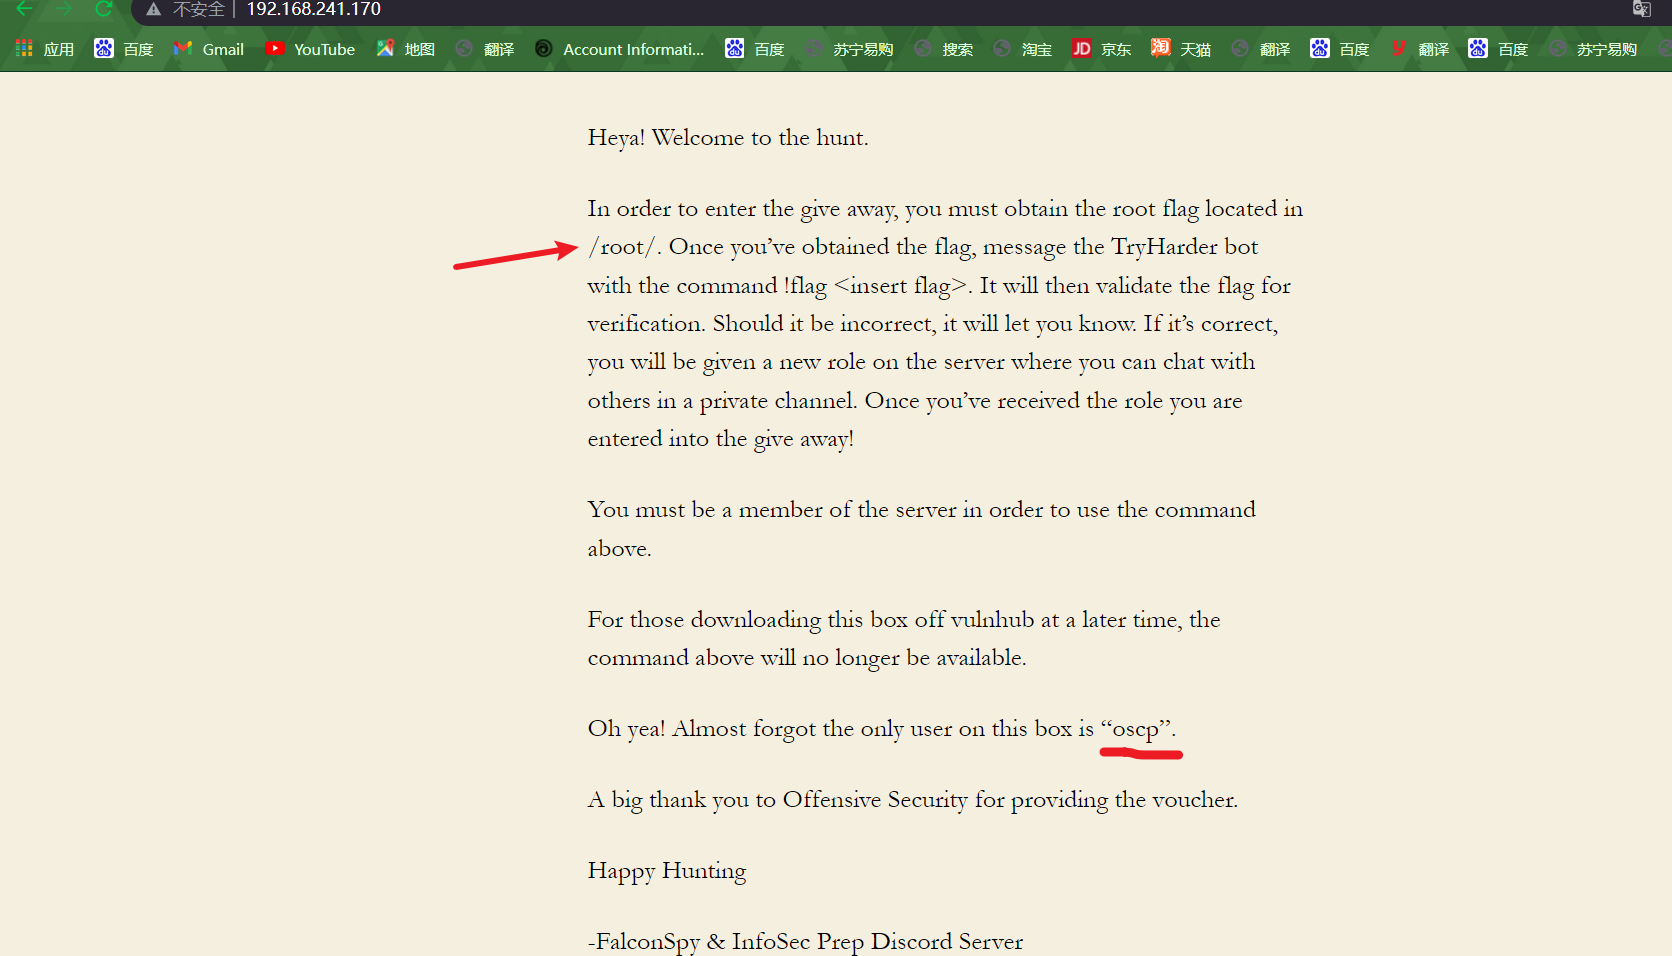 不安全 | 192.168.241.170
应用 百度 Gmail YouTube 地图 翻译 Account Informati... 百度 苏宁易购 搜索 淘宝 京东 天猫 翻译 百度 翻译 百度 苏宁易购
Heya! Welcome to the hunt.
In order to enter the give away, you must obtain the root flag located in
/root/. Once you’ve obtained the flag, message the TryHarder bot
with the command !flag <insert flag>. It will then validate the flag for
verification. Should it be incorrect, it will let you know. If it’s correct,
you will be given a new role on the server where you can chat with
others in a private channel. Once you’ve received the role you are
entered into the give away!
You must be a member of the server in order to use the command
above.
For those downloading this box off vulnhub at a later time, the
command above will no longer be available.
Oh yea! Almost forgot the only user on this box is “oscp”.
A big thank you to Offensive Security for providing the voucher.
Happy Hunting
-FalconSpy & InfoSec Prep Discord Server